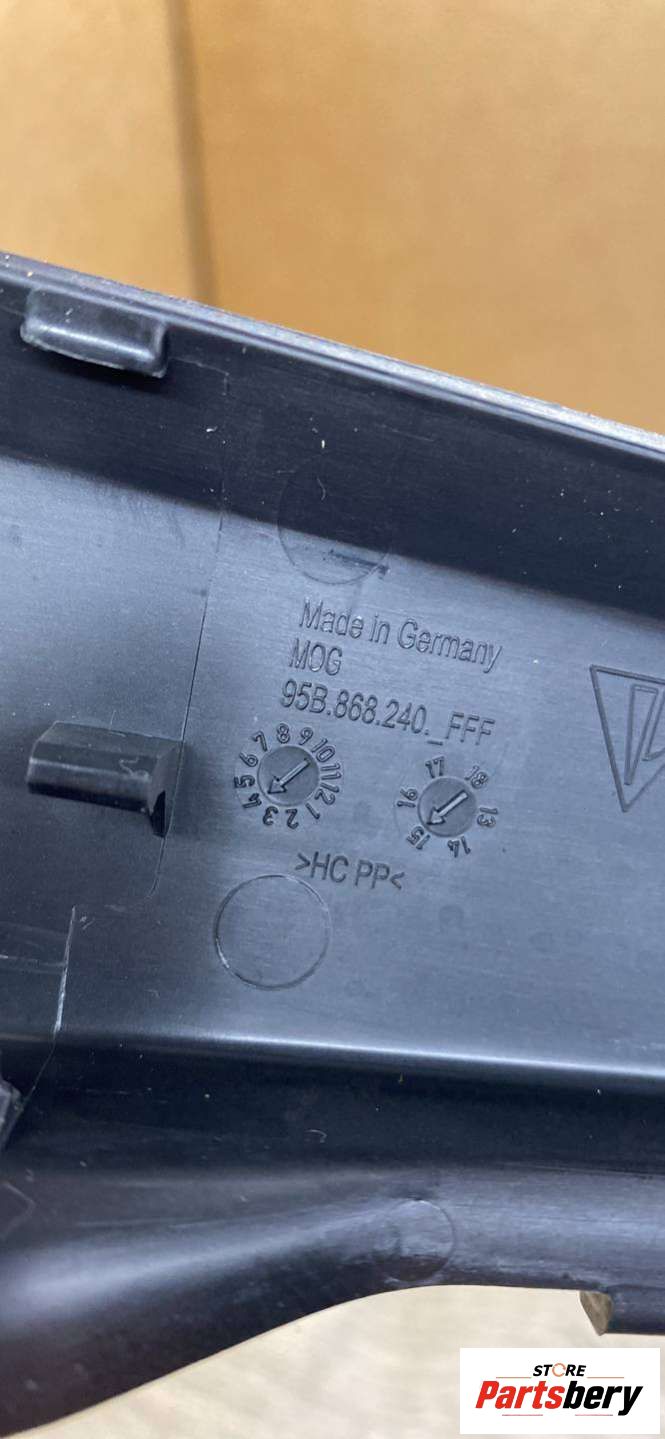 Made in Germany
MOG
95B.868.240._FFF
1 2 3 4 5 6 7 8 9 10 11 12
13 14 15 16 17 18
>HC PP<
STORE
Partsbery